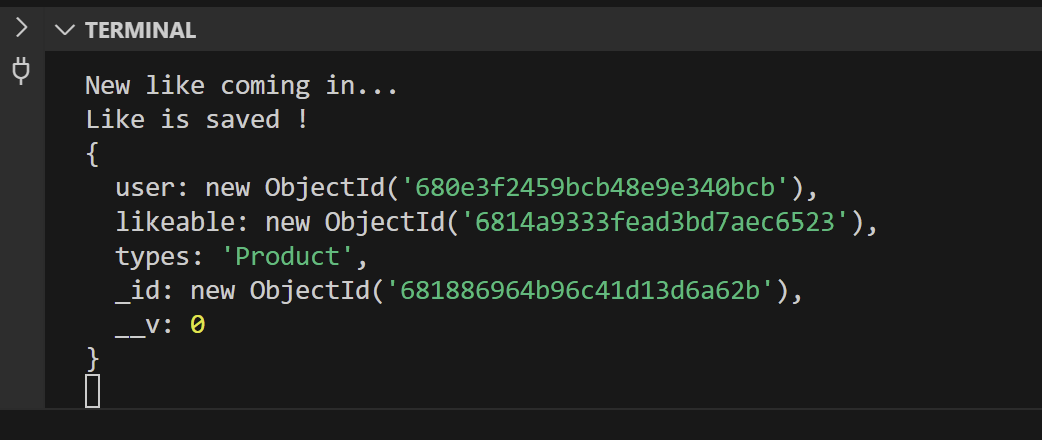 TERMINAL
New like coming in...
Like is saved !
{
  user: new ObjectId('680e3f2459bcb48e9e340bcb'),
  likeable: new ObjectId('6814a9333fead3bd7aec6523'),
  types: 'Product',
  _id: new ObjectId('681886964b96c41d13d6a62b'),
  __v: 0
}